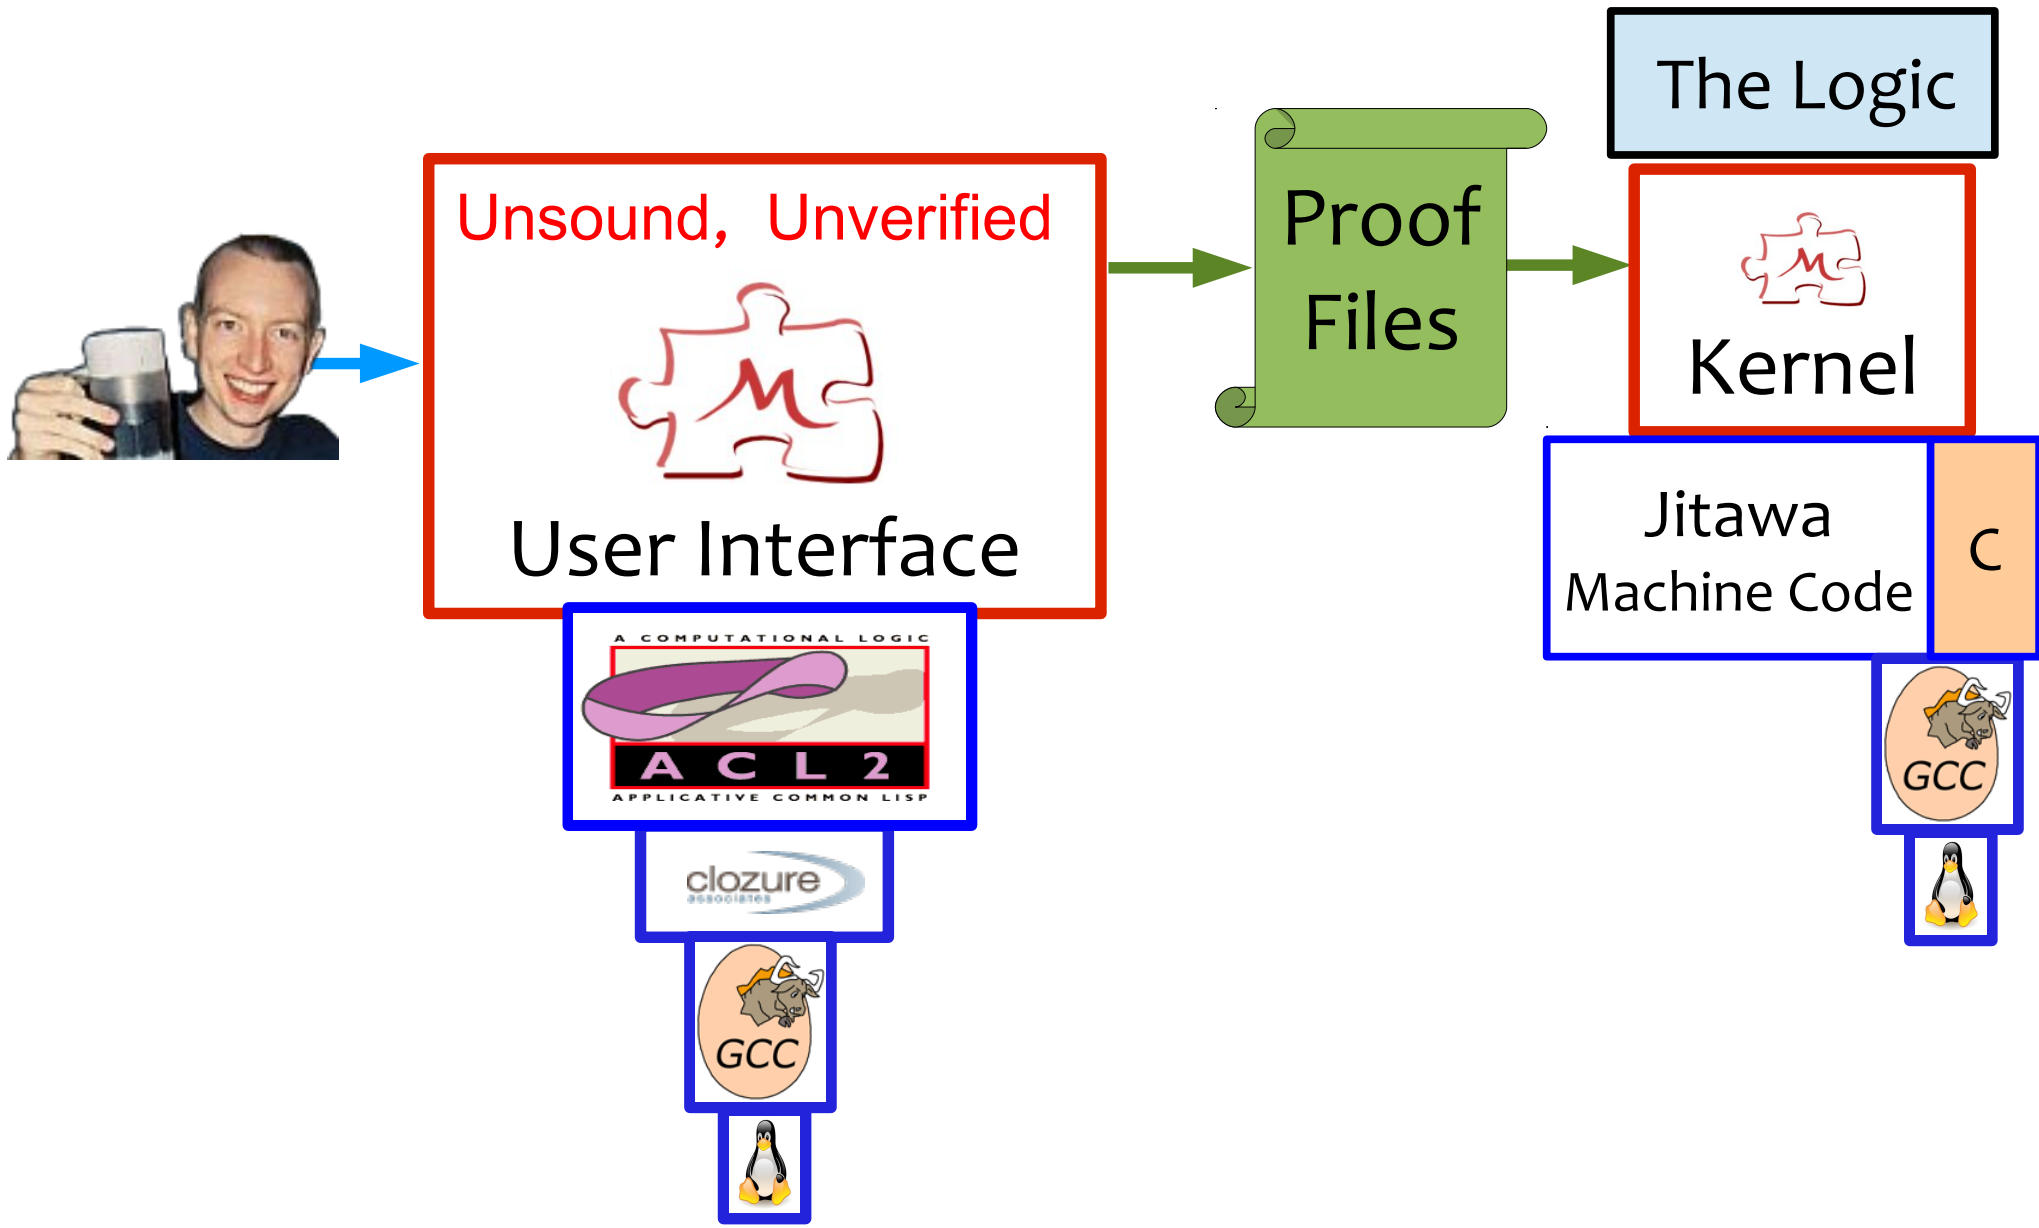 The Logic
Unsound, Unverified
M
User Interface
Proof
Files
M
Kernel
Jitawa
Machine Code
C
A COMPUTATIONAL LOGIC
ACL2
APPLICATIVE COMMON LISP
clozure
associates
GCC
GCC